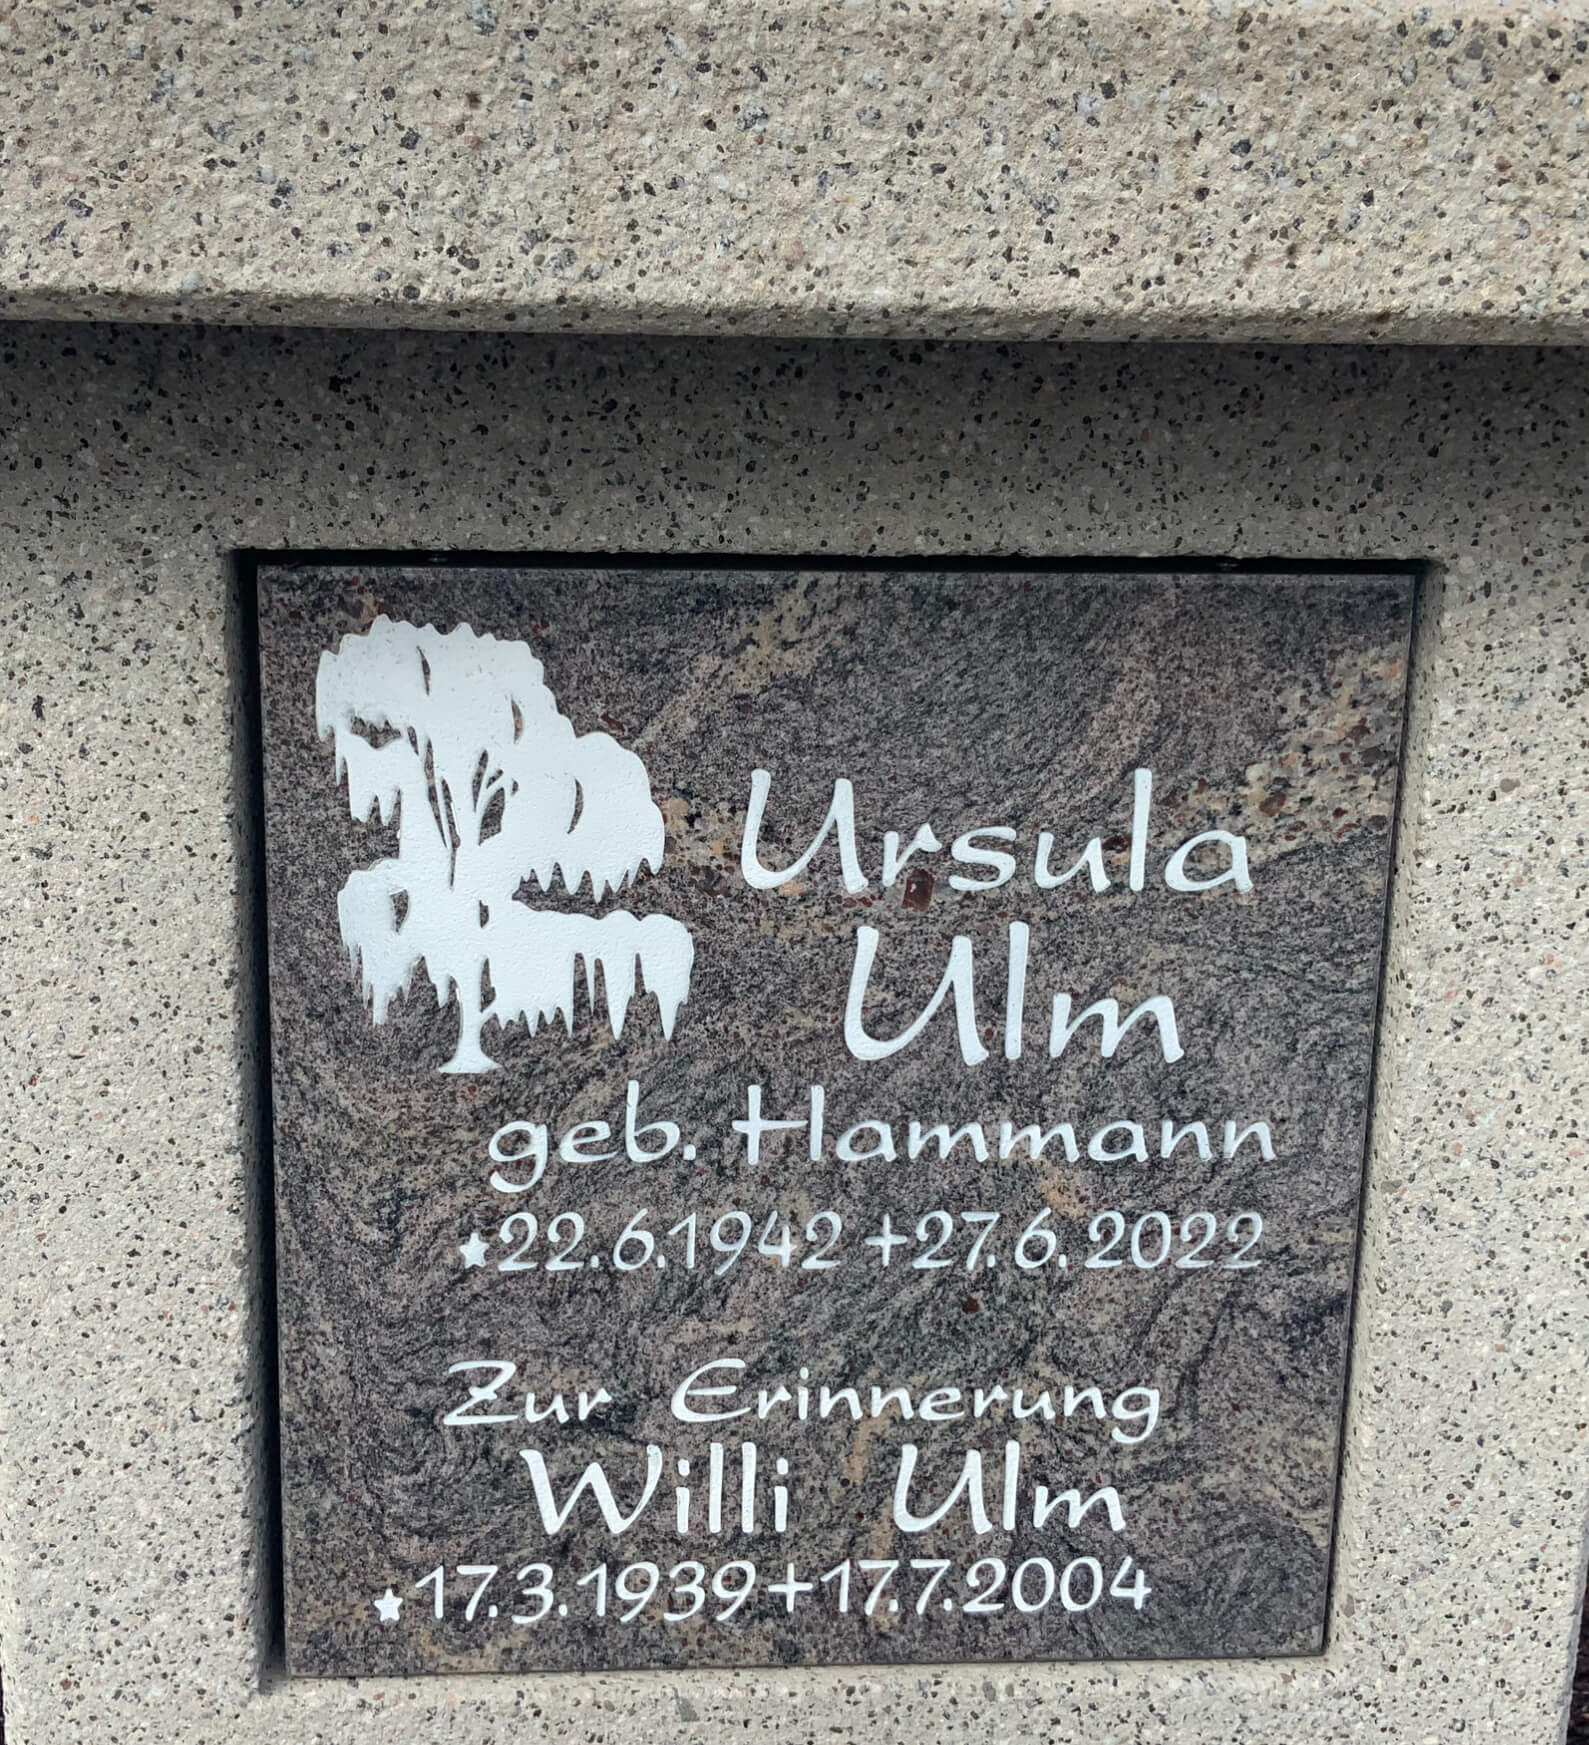 Ursula
Ulm
geb. Hammann
★22.6.1942 +27.6.2022
Zur Erinnerung
Willi Ulm
★17.3.1939+17.7.2004